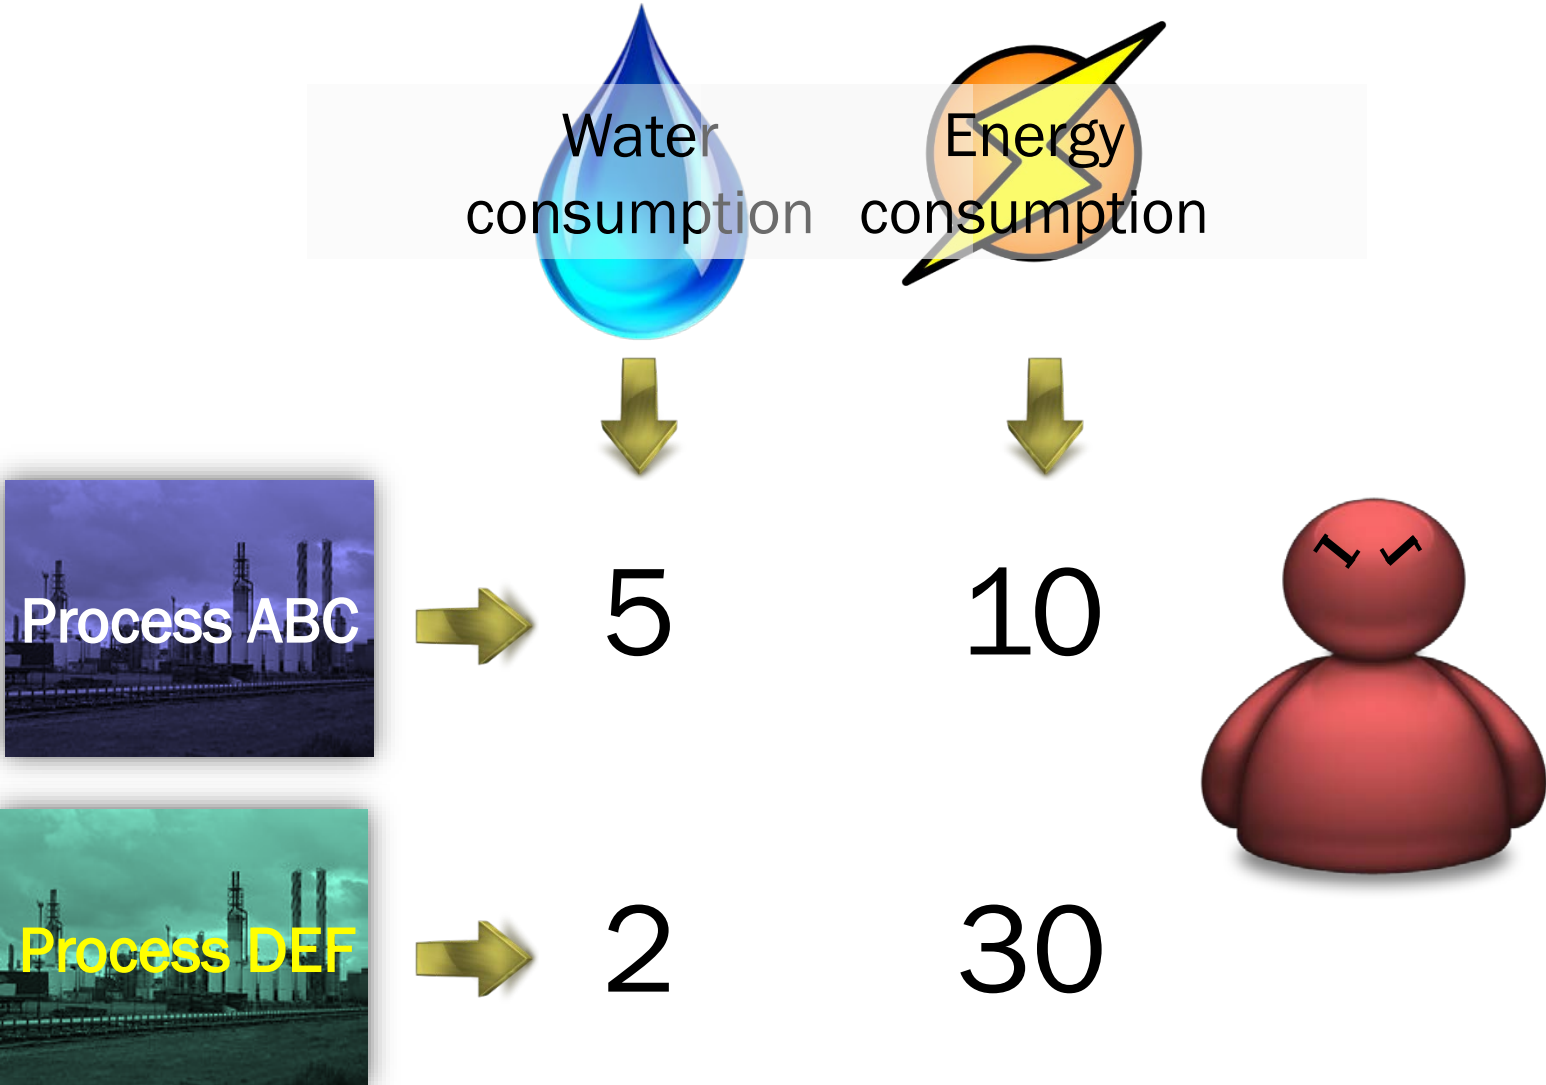 Water
consumption
Energy
consumption
Process ABC
5
10
Process DEF
2
30